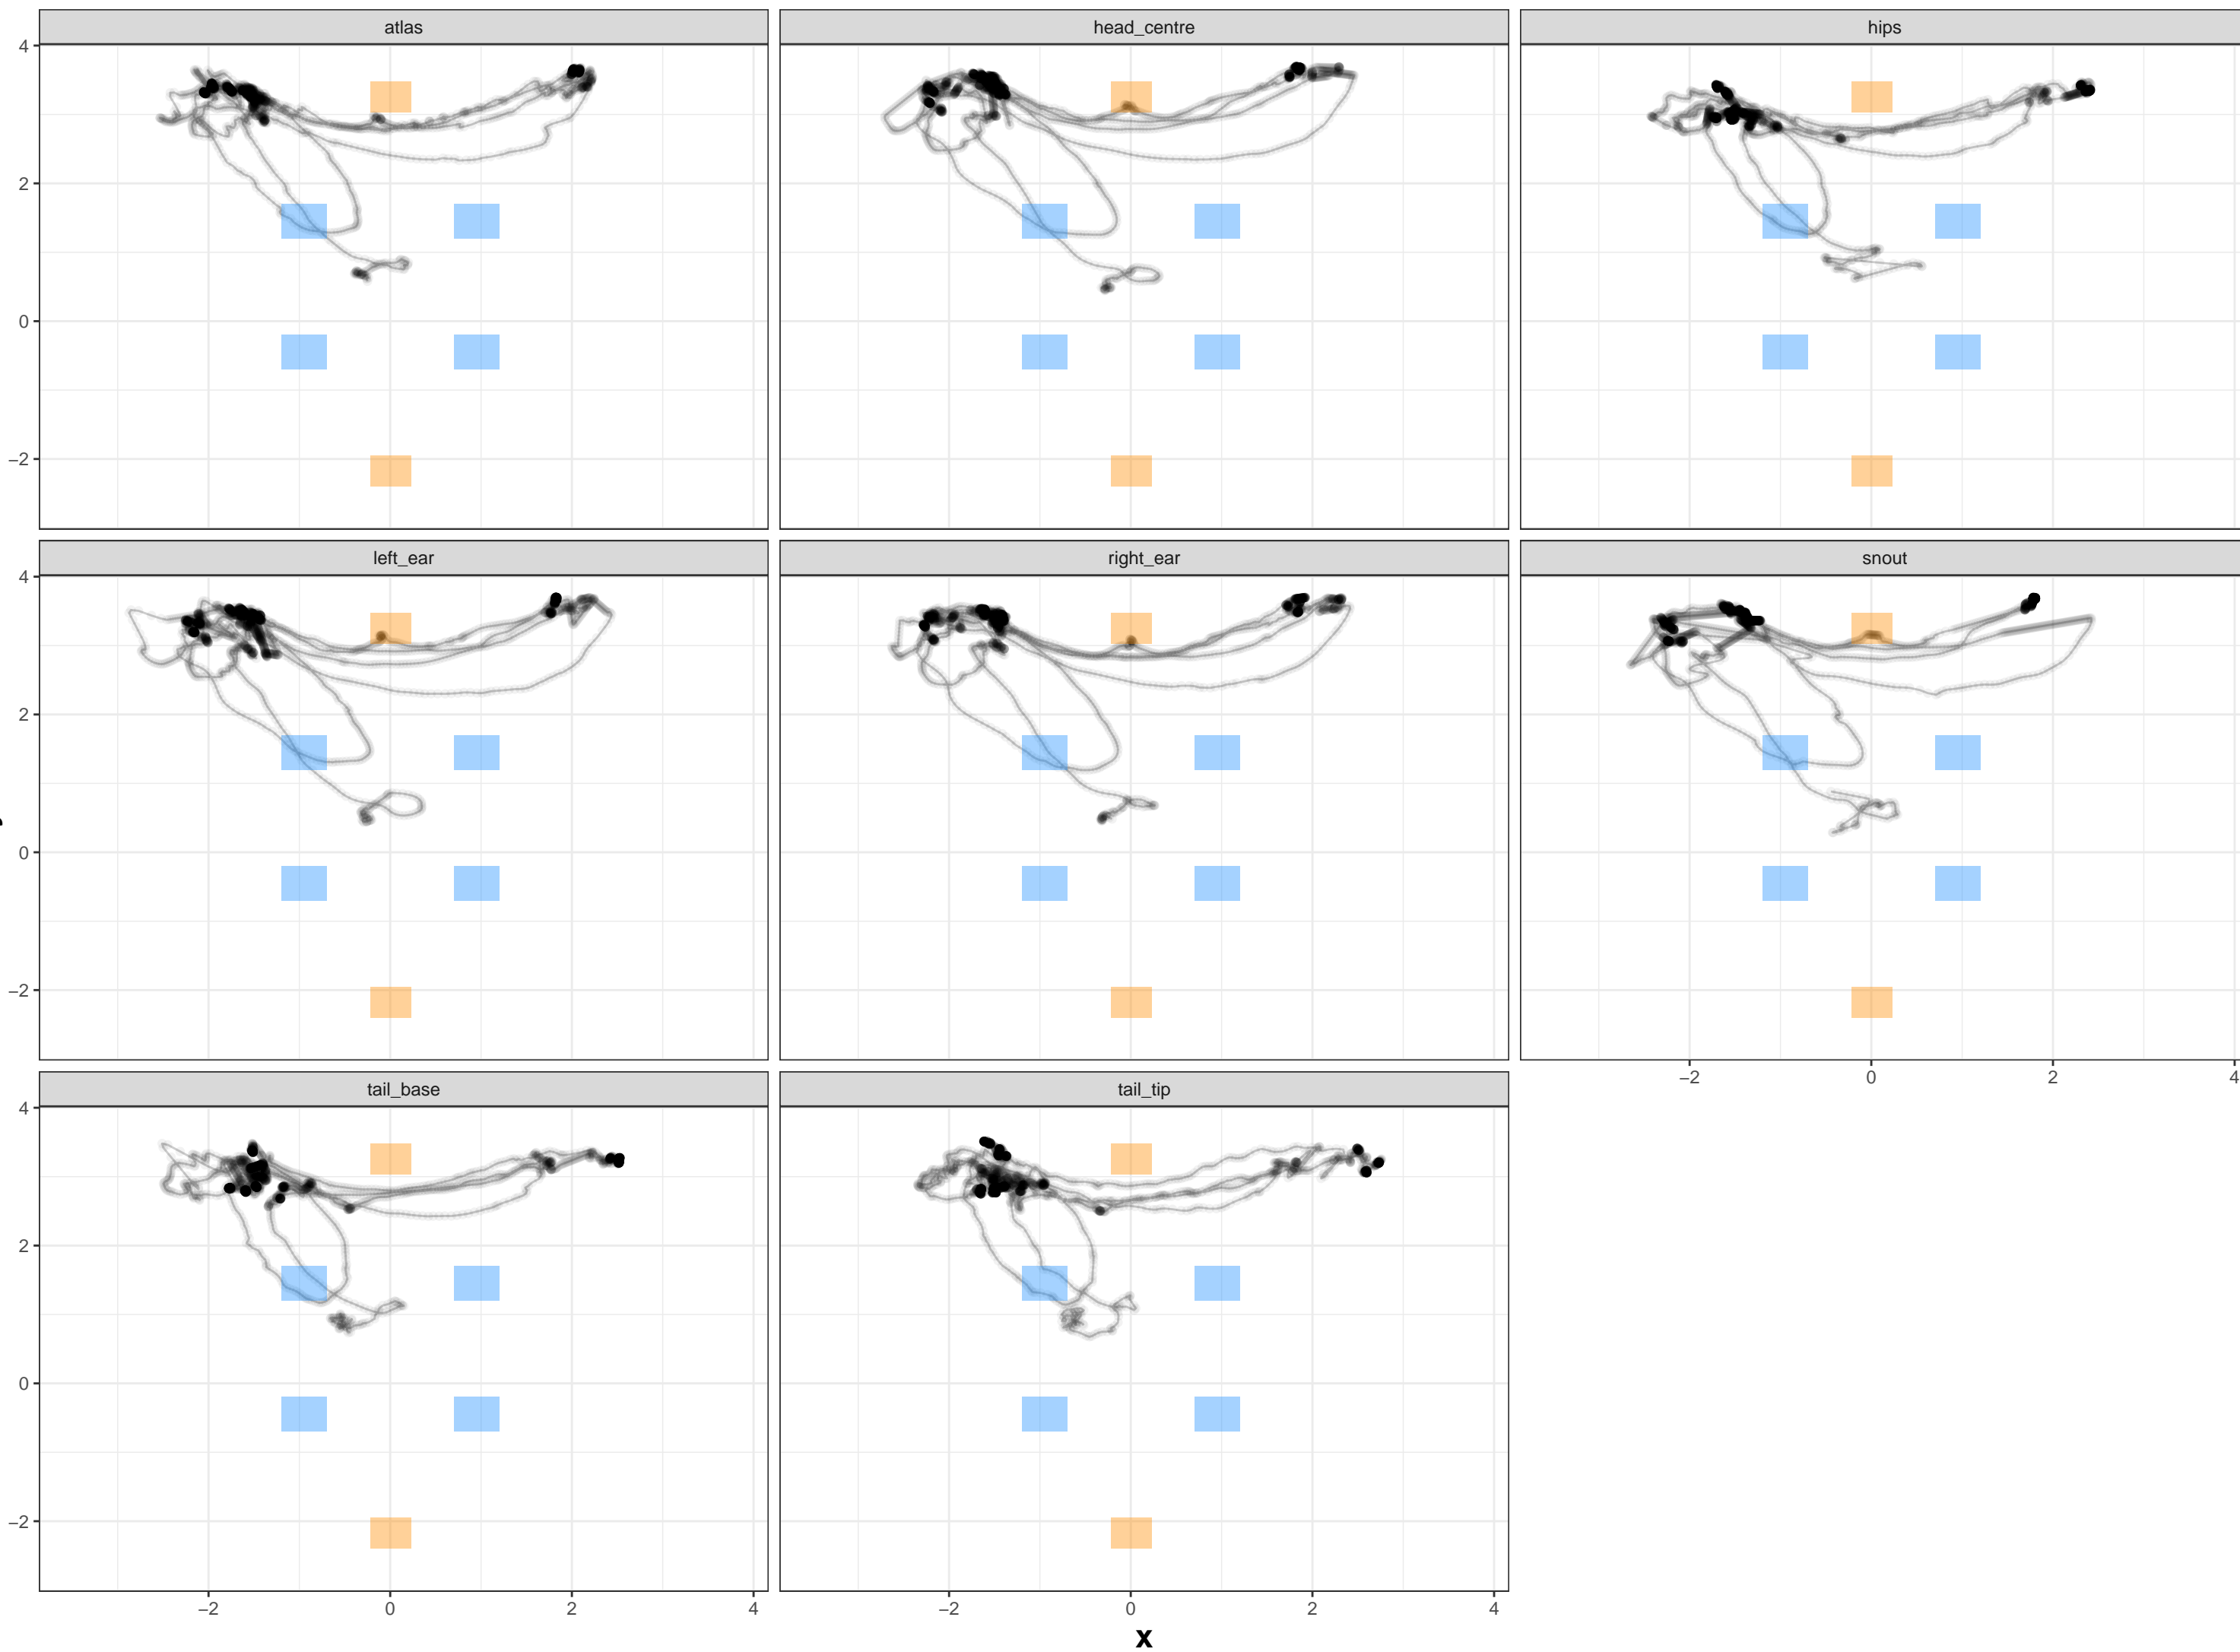 atlas head_centre hips
4
2
0
−2
left_ear right_ear snout
4
2
0
−2
−2 0 2 4
tail_base tail_tip
4
2
0
−2
−2 0 2 4 −2 0 2 4
x